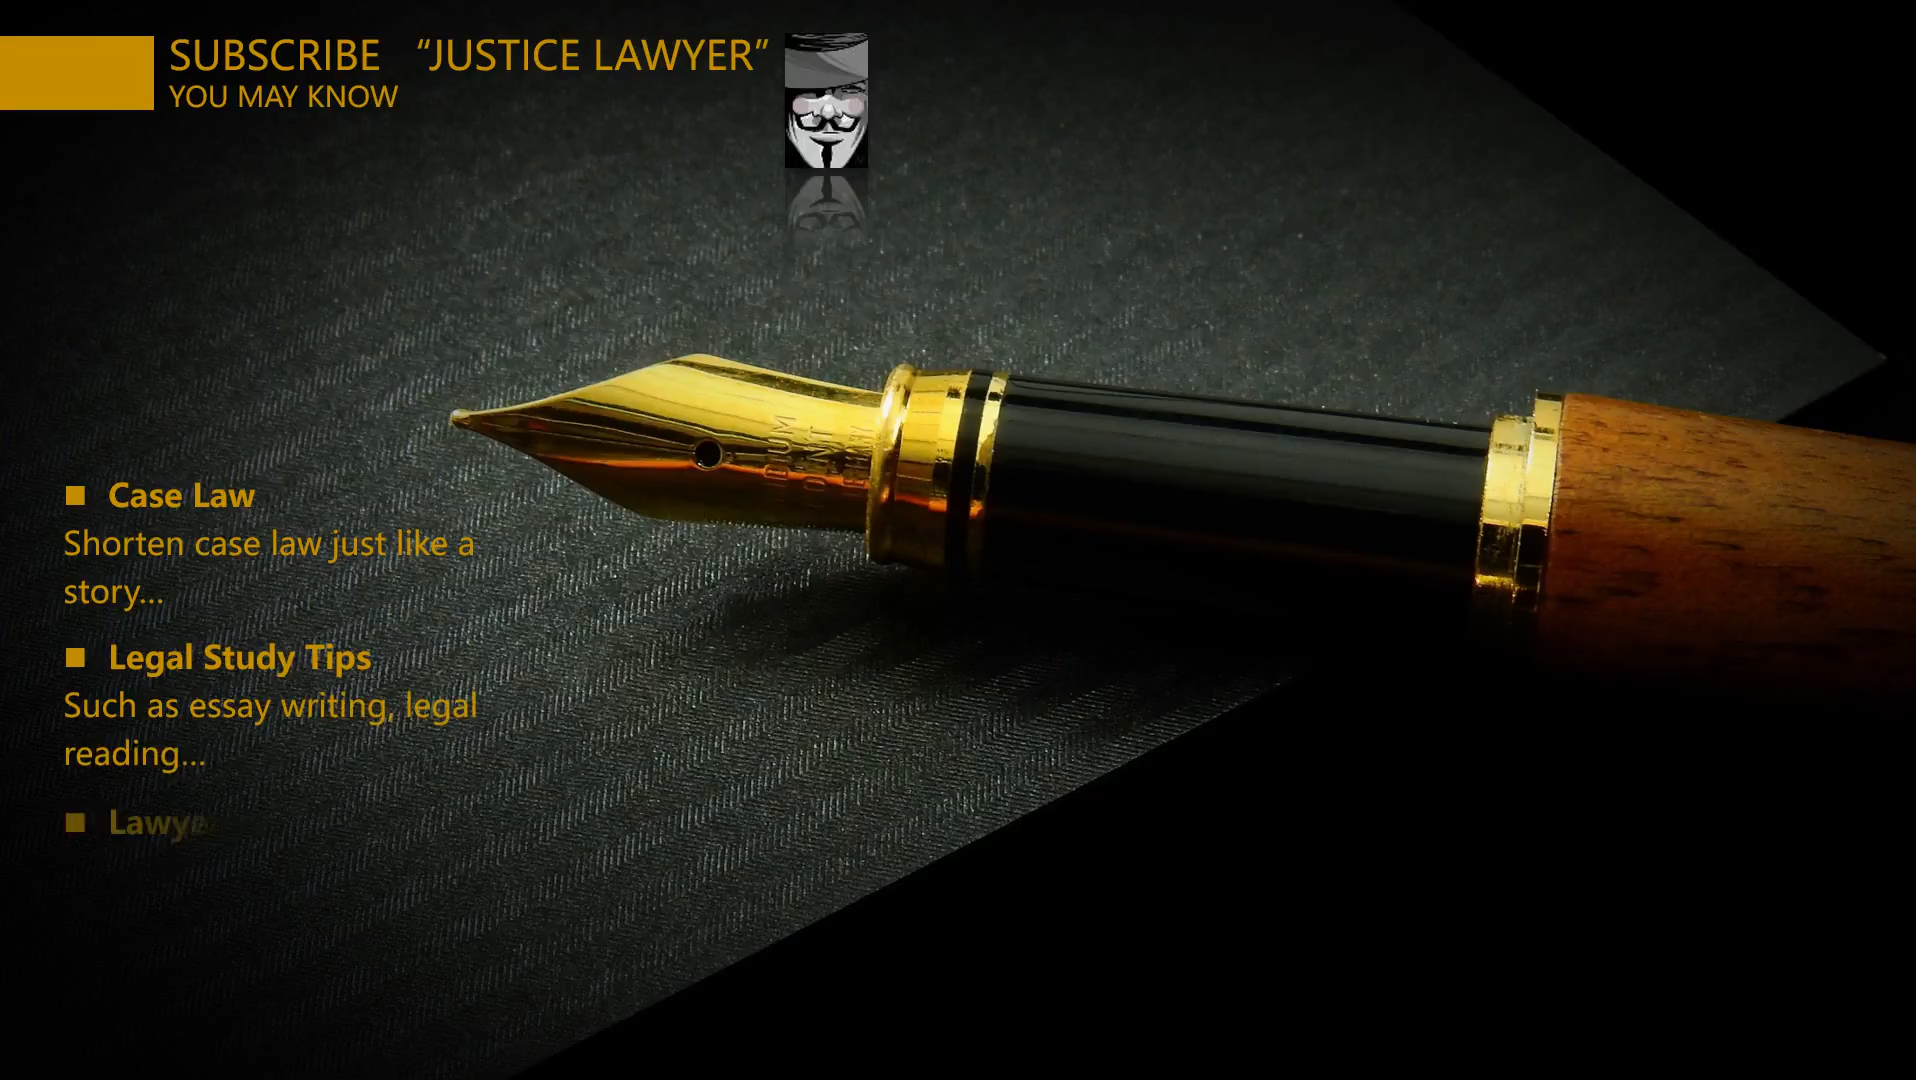 SUBSCRIBE “JUSTICE LAWYER”
YOU MAY KNOW
■ Case Law
Shorten case law just like a
story...
■ Legal Study Tips
Such as essay writing, legal
reading...
■ Lawye